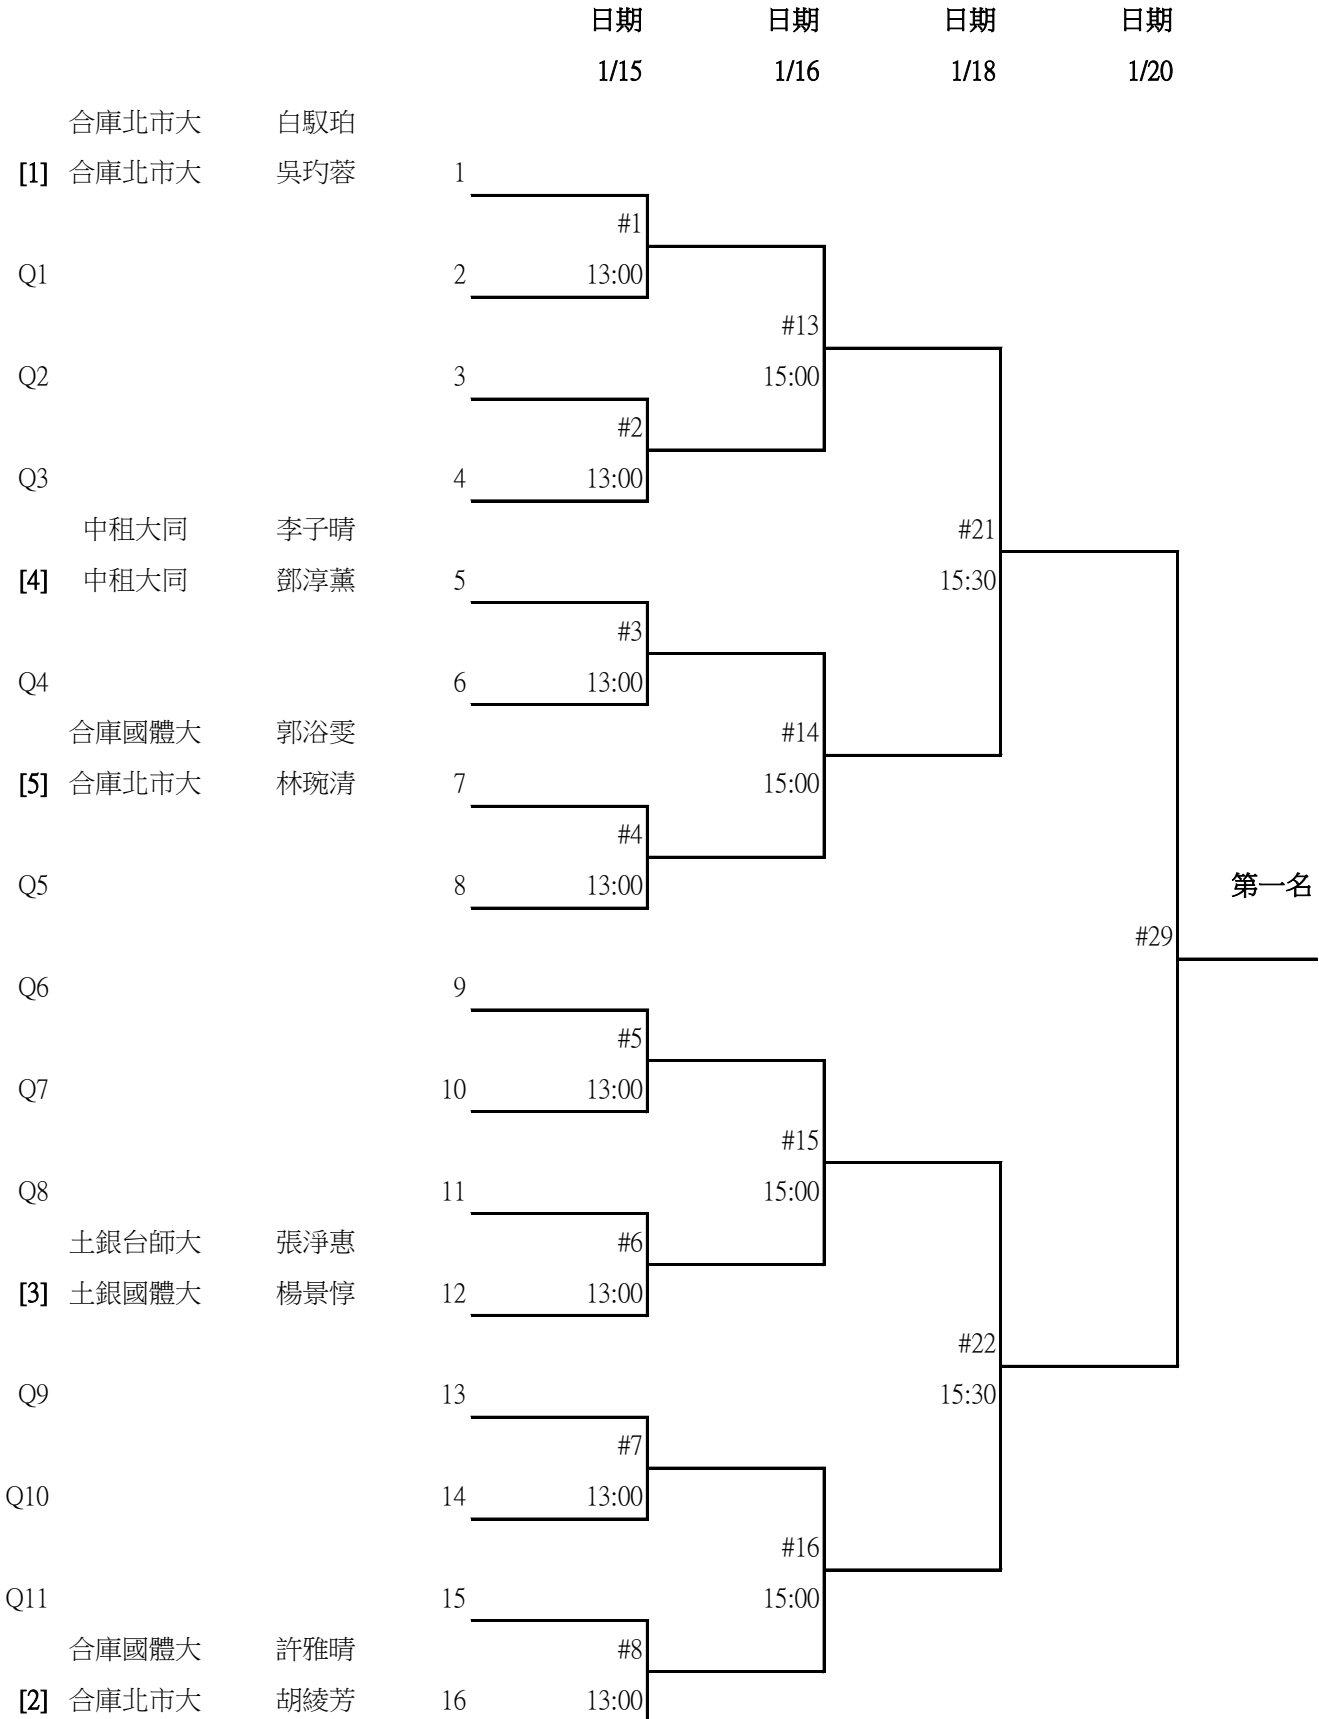 日期 日期 日期 日期
1/15 1/16 1/18 1/20
合庫北市大 白馭珀
[1] 合庫北市大 吳玓蓉 1
#1
Q1 2 13:00
#13
Q2 3 15:00
#2
Q3 4 13:00
中租大同 李子晴 #21
[4] 中租大同 鄧淳薰 5 15:30
#3
Q4 6 13:00
合庫國體大 郭浴雯 #14
[5] 合庫北市大 林琬清 7 15:00
#4
Q5 8 13:00 第一名
#29
Q6 9
#5
Q7 10 13:00
#15
Q8 11 15:00
土銀台師大 張淨惠 #6
[3] 土銀國體大 楊景惇 12 13:00
#22
Q9 13 15:30
#7
Q10 14 13:00
#16
Q11 15 15:00
合庫國體大 許雅晴 #8
[2] 合庫北市大 胡綾芳 16 13:00